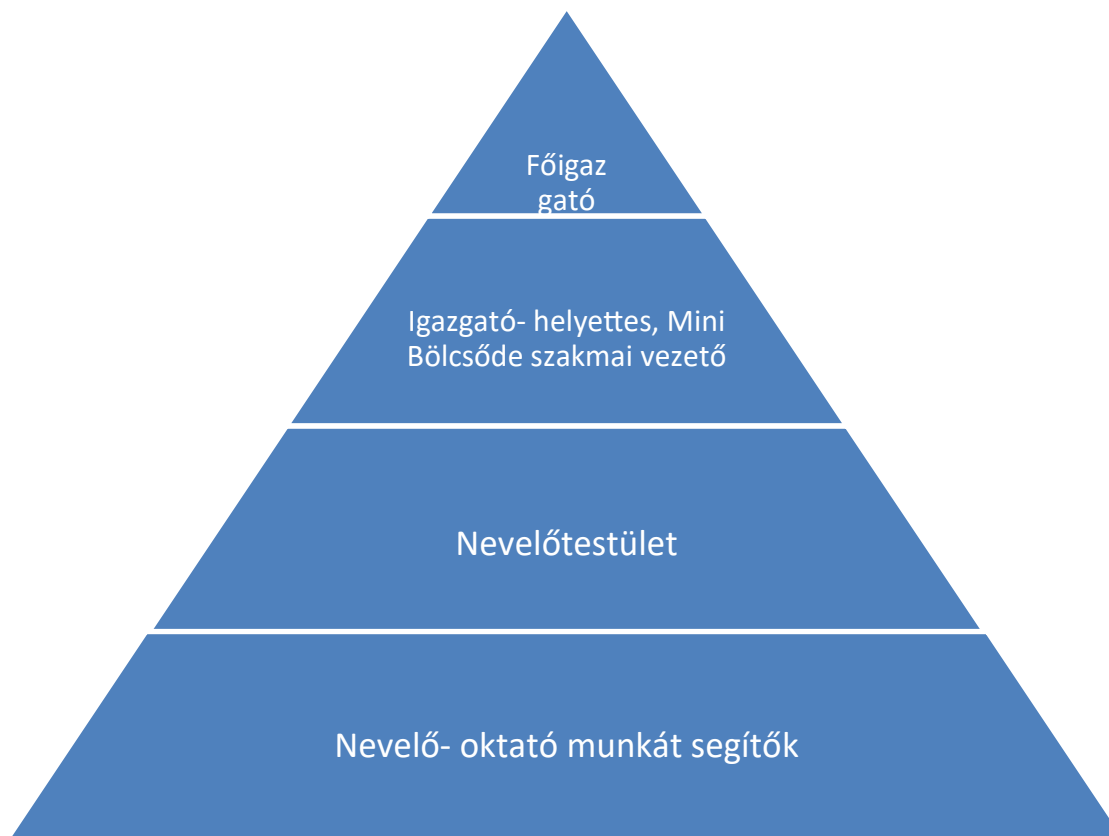 Főigaz
gató
Igazgató- helyettes, Mini
Bölcsőde szakmai vezető
Nevelőtestület
Nevelő- oktató munkát segítők